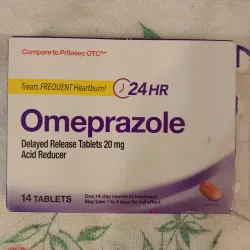 Compare to Prilosec OTC®*
Treats FREQUENT Heartburn!
24HR
Omeprazole
Delayed Release Tablets 20 mg
Acid Reducer
14 TABLETS
One 14-day course of treatment
May take 1 to 4 days for full effect